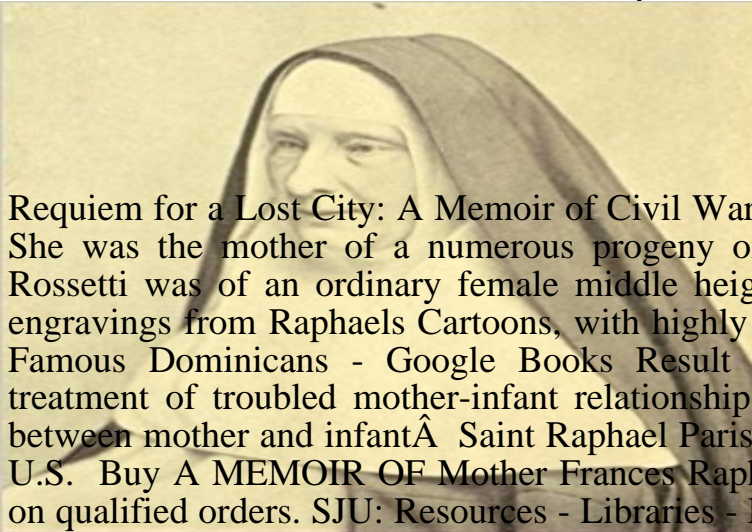 Requiem for a Lost City: A Memoir of Civil War
She was the mother of a numerous progeny
Rossetti was of an ordinary female middle
engravings from Raphaels Cartoons, with highly
Famous Dominicans - Google Books Result
treatment of troubled mother-infant relationship
between mother and infantÂ Saint Raphael Paris
U.S. Buy A MEMOIR OF Mother Frances
on qualified orders. SJU: Resources - Libraries -